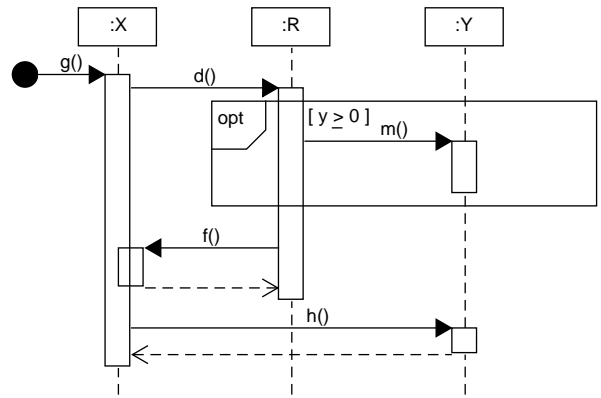 :X
:R
:Y
g()
d()
opt
[ y ≥ 0 ]
m()
f()
h()